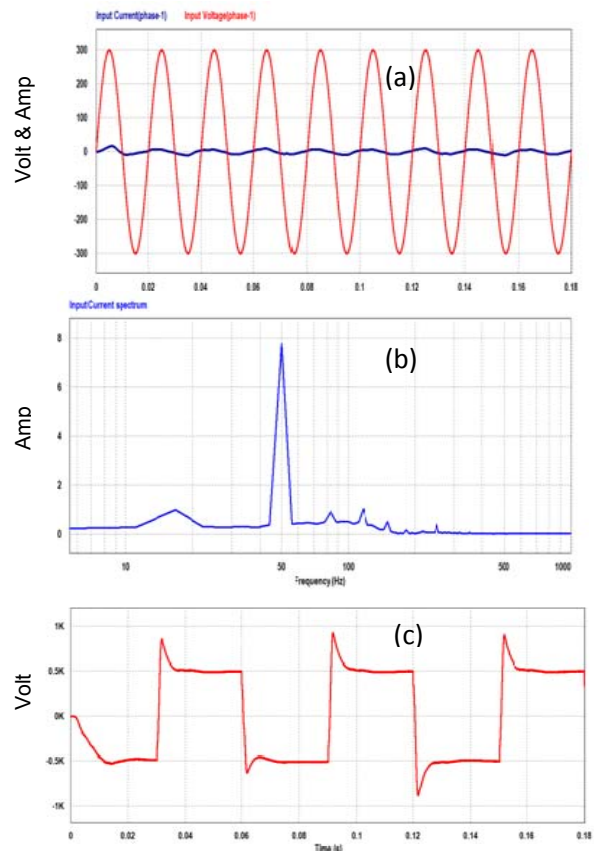 Input Current(phase-1) Input Voltage(phase-1)
Volt & Amp
(a)
300
200
100
0
-100
-200
-300
0 0.02 0.04 0.06 0.08 0.1 0.12 0.14 0.16 0.18
Input Current spectrum
Amp
(b)
8
6
4
2
0
10 50 100 500 1000
Frequency (Hz)
Volt
(c)
1K
0.5K
0K
-0.5K
-1K
0 0.02 0.04 0.06 0.08 0.1 0.12 0.14 0.16 0.18
Time (s)